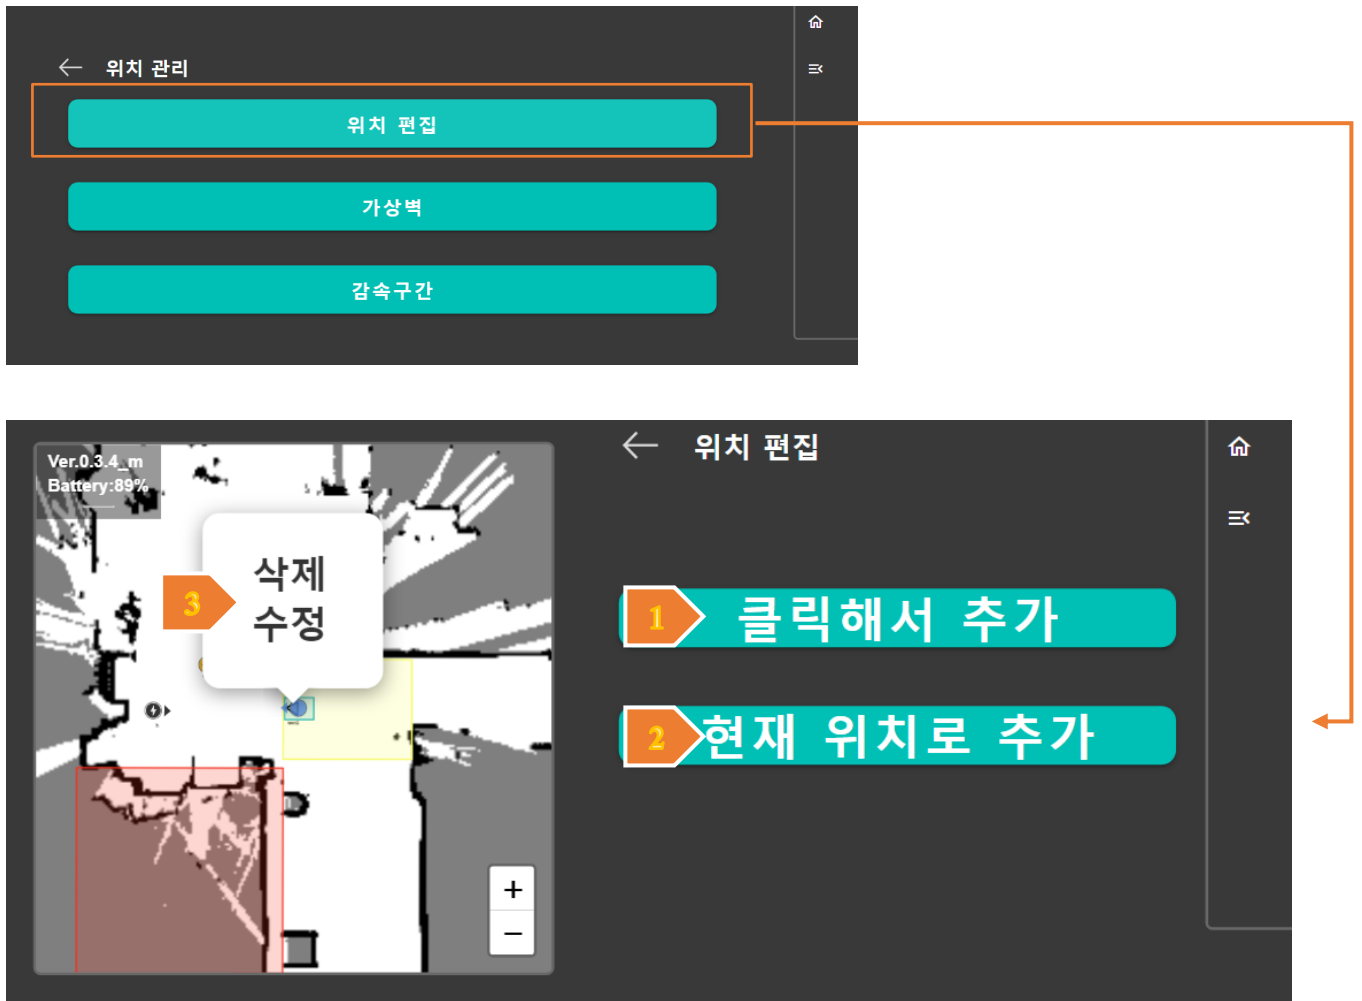 위치 관리
위치 편집
가상벽
감속구간
Ver.0.3.4_m
Battery:89%
위치 편집
삭제
수정
3
1
클릭해서 추가
2
현재 위치로 추가
+
−